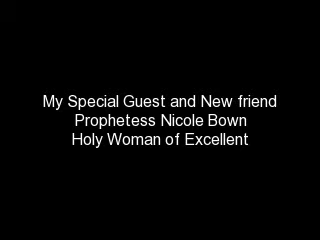 My Special Guest and New friend
Prophetess Nicole Bown
Holy Woman of Excellent